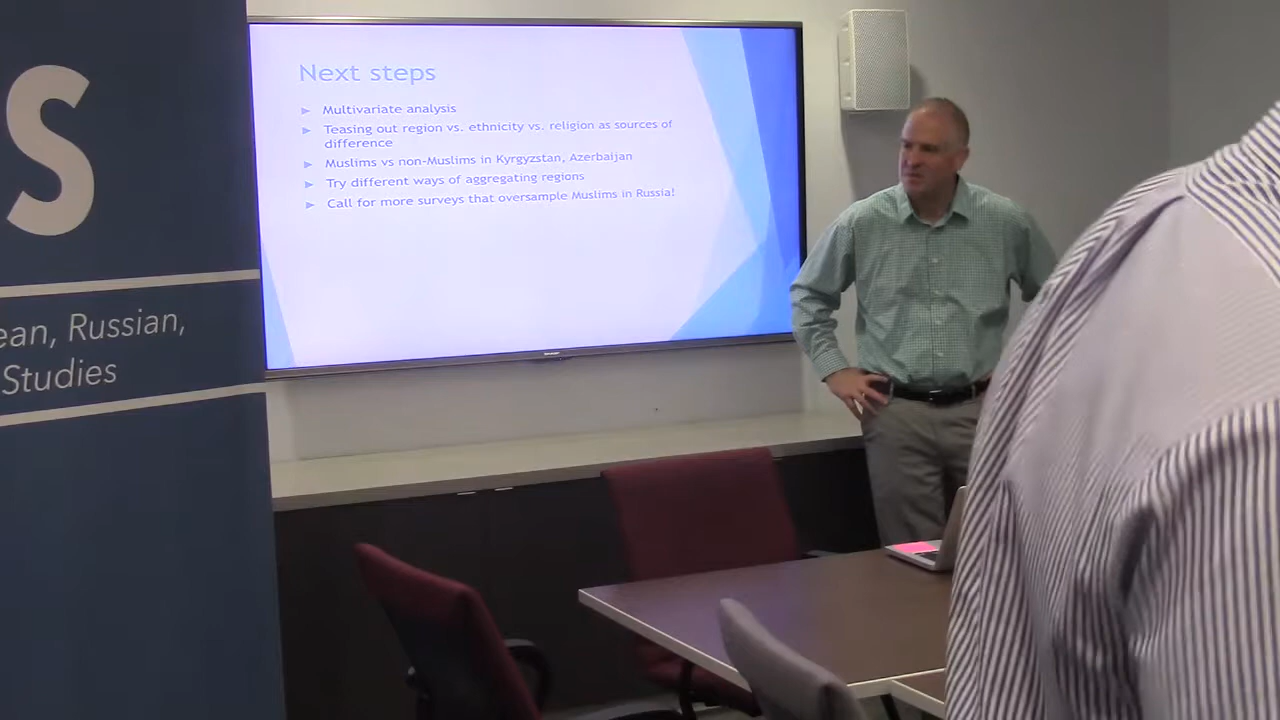 S
ean, Russian,
Studies
Next steps
Multivariate analysis
Teasing out region vs. ethnicity vs. religion as sources of
difference
Muslims vs non-Muslims in Kyrgyzstan, Azerbaijan
Try different ways of aggregating regions
Call for more surveys that oversample Muslims in Russia!